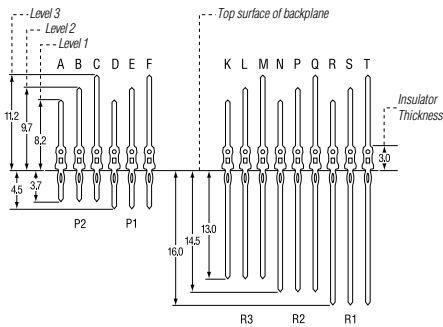 Level 3
Level 2
Level 1
Top surface of backplane
A B C D E F
K L M N P Q R S T
Insulator
Thickness
11.2
9.7
8.2
3.0
4.5
3.7
16.0
14.5
13.0
P2
P1
R3
R2
R1